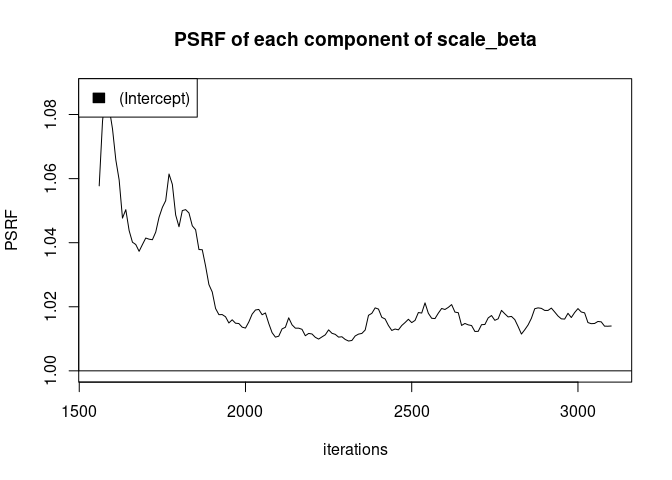 PSRF of each component of scale_beta
(Intercept)
PSRF
1.08
1.06
1.04
1.02
1.00
1500 2000 2500 3000
iterations